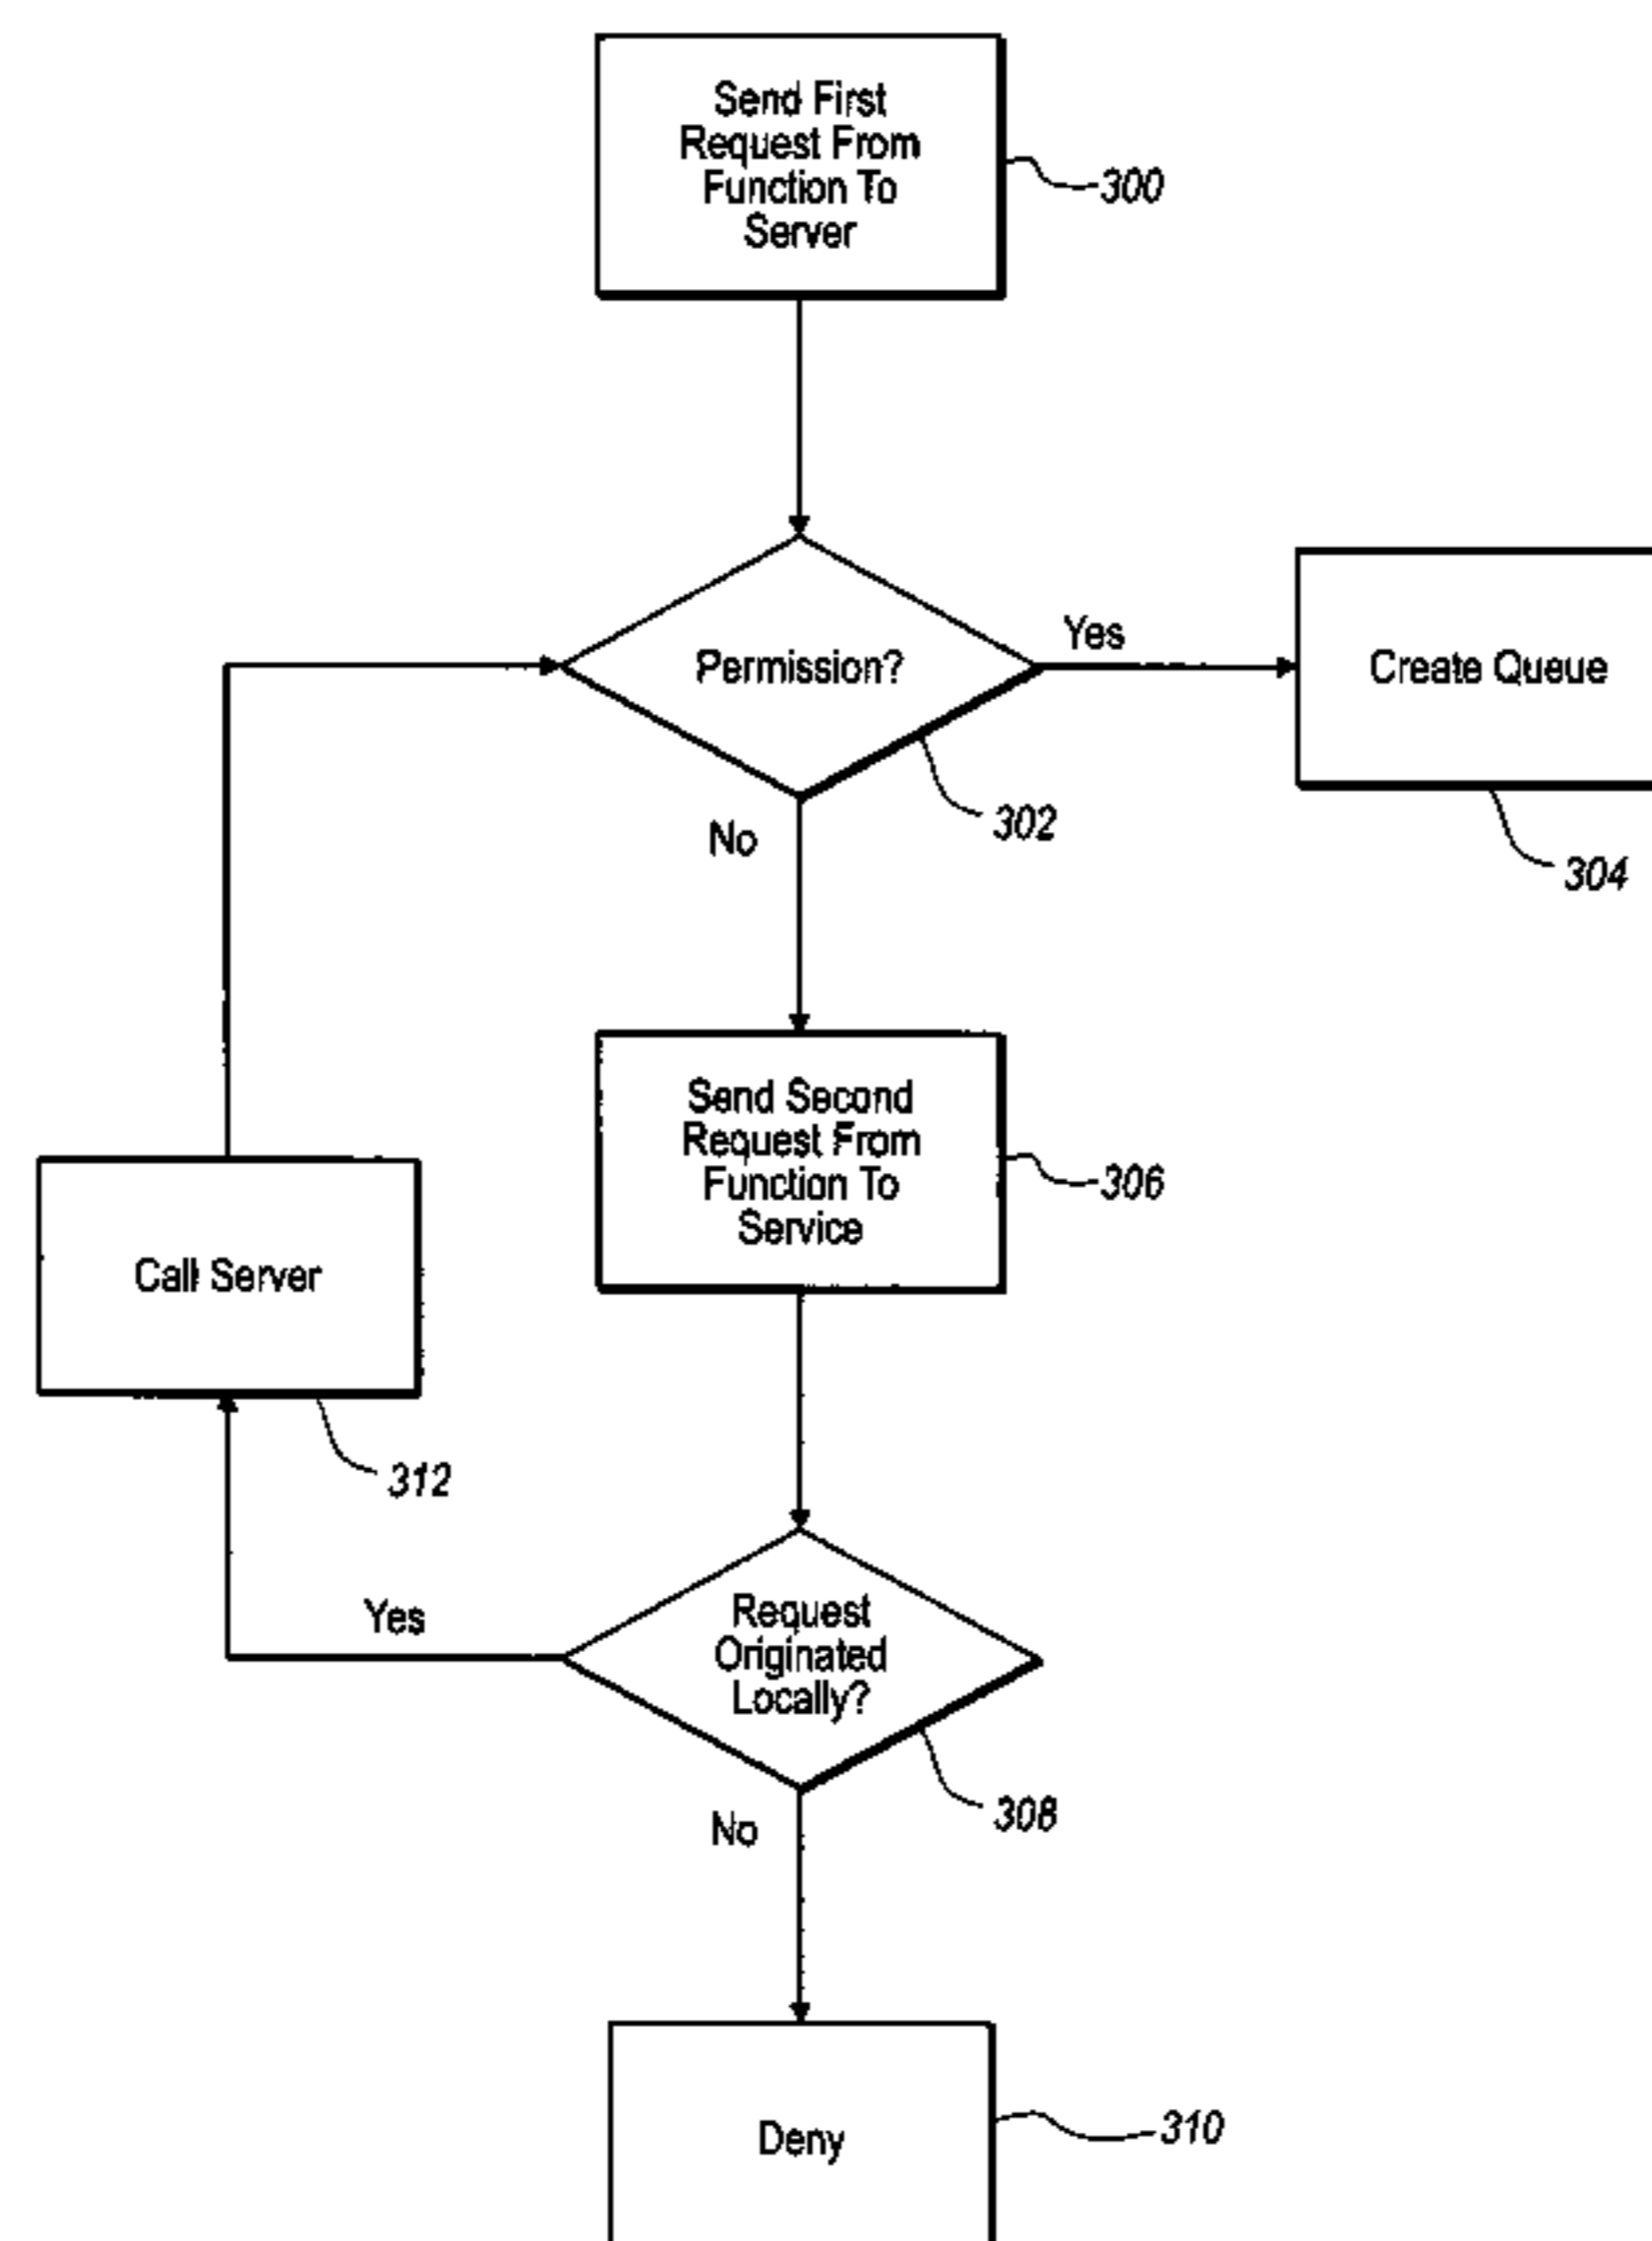 Send First
Request From
Function To
Server
300
Permission?
Yes
Create Queue
302
No
304
Send Second
Request From
Function To
Service
306
Call Server
312
Request
Originated
Locally?
Yes
308
No
Deny
310